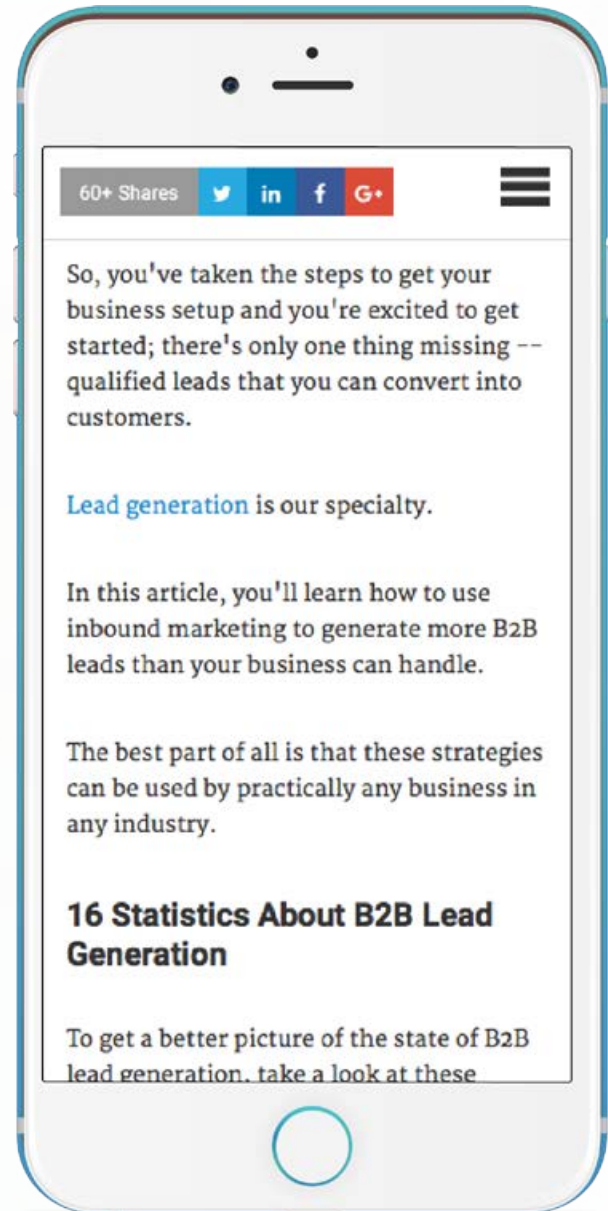 60+ Shares in f G+
So, you've taken the steps to get your
business setup and you're excited to get
started; there's only one thing missing --
qualified leads that you can convert into
customers.
Lead generation is our specialty.
In this article, you'll learn how to use
inbound marketing to generate more B2B
leads than your business can handle.
The best part of all is that these strategies
can be used by practically any business in
any industry.
16 Statistics About B2B Lead
Generation
To get a better picture of the state of B2B
lead generation, take a look at these